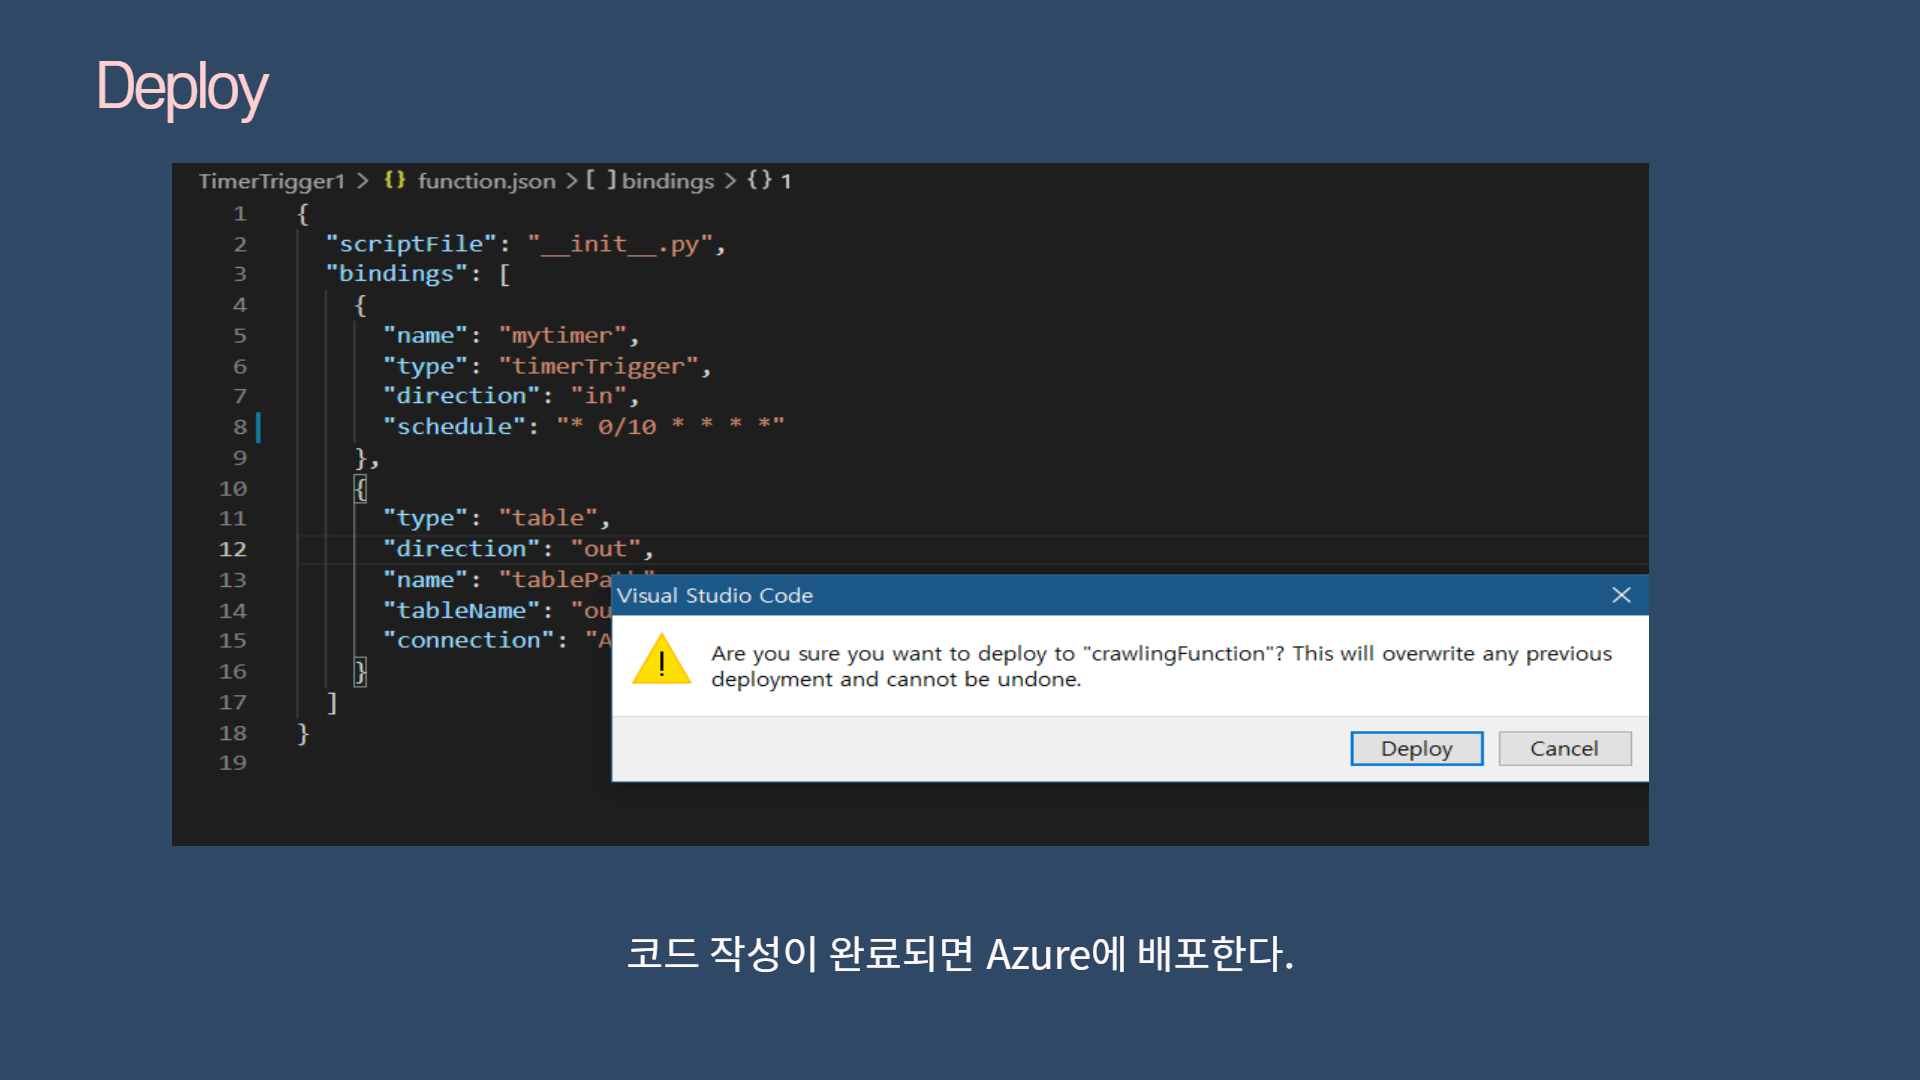 Deploy
TimerTrigger1 > {} function.json > [ ] bindings > {} 1
1 {
2 "scriptFile": "__init__.py",
3 "bindings": [
4 {
5 "name": "mytimer",
6 "type": "timerTrigger",
7 "direction": "in",
8 "schedule": "* 0/10 * * * *"
9 },
10 {
11 "type": "table",
12 "direction": "out",
13 "name":
14 "tableName":
15 "connection":
16 }
17 ]
18 }
19
Visual Studio Code
Are you sure you want to deploy to "crawlingFunction"? This will overwrite any previous
deployment and cannot be undone.
Deploy Cancel
코드 작성이 완료되면 Azure에 배포한다.